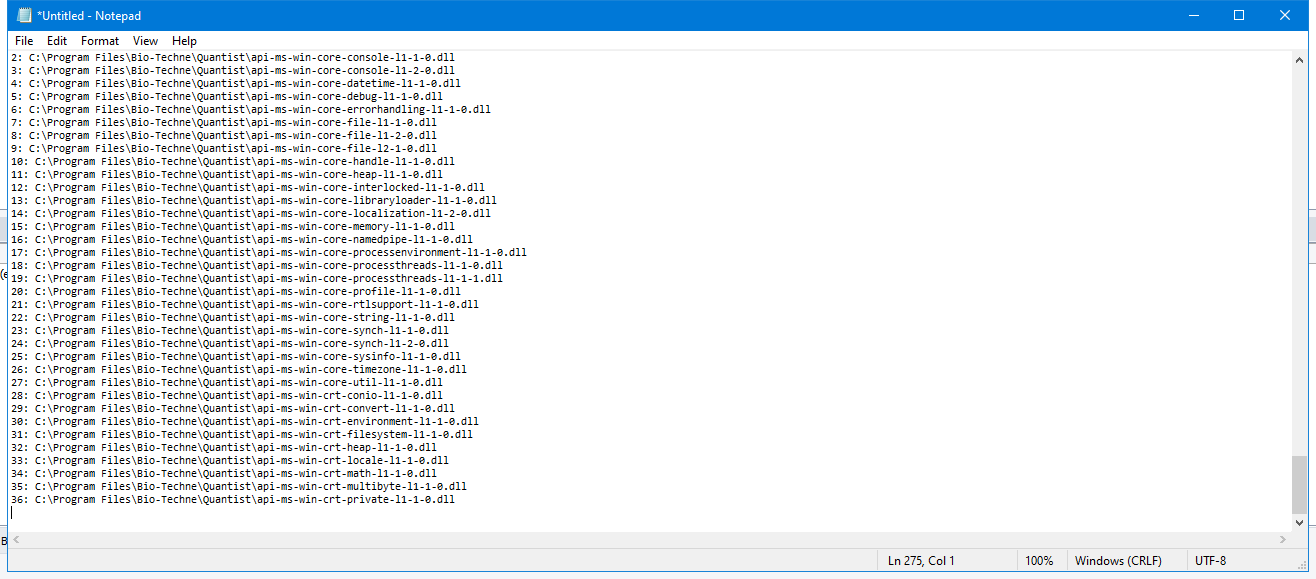 *Untitled - Notepad
File Edit Format View Help
2: C:\Program Files\Bio-Techne\Quantist\api-ms-win-core-console-l1-1-0.dll
3: C:\Program Files\Bio-Techne\Quantist\api-ms-win-core-console-l1-2-0.dll
4: C:\Program Files\Bio-Techne\Quantist\api-ms-win-core-datetime-l1-1-0.dll
5: C:\Program Files\Bio-Techne\Quantist\api-ms-win-core-debug-l1-1-0.dll
6: C:\Program Files\Bio-Techne\Quantist\api-ms-win-core-errorhandling-l1-1-0.dll
7: C:\Program Files\Bio-Techne\Quantist\api-ms-win-core-file-l1-1-0.dll
8: C:\Program Files\Bio-Techne\Quantist\api-ms-win-core-file-l1-2-0.dll
9: C:\Program Files\Bio-Techne\Quantist\api-ms-win-core-file-l2-1-0.dll
10: C:\Program Files\Bio-Techne\Quantist\api-ms-win-core-handle-l1-1-0.dll
11: C:\Program Files\Bio-Techne\Quantist\api-ms-win-core-heap-l1-1-0.dll
12: C:\Program Files\Bio-Techne\Quantist\api-ms-win-core-interlocked-l1-1-0.dll
13: C:\Program Files\Bio-Techne\Quantist\api-ms-win-core-libraryloader-l1-1-0.dll
14: C:\Program Files\Bio-Techne\Quantist\api-ms-win-core-localization-l1-2-0.dll
15: C:\Program Files\Bio-Techne\Quantist\api-ms-win-core-memory-l1-1-0.dll
16: C:\Program Files\Bio-Techne\Quantist\api-ms-win-core-namedpipe-l1-1-0.dll
17: C:\Program Files\Bio-Techne\Quantist\api-ms-win-core-processenvironment-l1-1-0.dll
18: C:\Program Files\Bio-Techne\Quantist\api-ms-win-core-processthreads-l1-1-0.dll
19: C:\Program Files\Bio-Techne\Quantist\api-ms-win-core-processthreads-l1-1-1.dll
20: C:\Program Files\Bio-Techne\Quantist\api-ms-win-core-profile-l1-1-0.dll
21: C:\Program Files\Bio-Techne\Quantist\api-ms-win-core-rtlsupport-l1-1-0.dll
22: C:\Program Files\Bio-Techne\Quantist\api-ms-win-core-string-l1-1-0.dll
23: C:\Program Files\Bio-Techne\Quantist\api-ms-win-core-synch-l1-1-0.dll
24: C:\Program Files\Bio-Techne\Quantist\api-ms-win-core-synch-l1-2-0.dll
25: C:\Program Files\Bio-Techne\Quantist\api-ms-win-core-sysinfo-l1-1-0.dll
26: C:\Program Files\Bio-Techne\Quantist\api-ms-win-core-timezone-l1-1-0.dll
27: C:\Program Files\Bio-Techne\Quantist\api-ms-win-core-util-l1-1-0.dll
28: C:\Program Files\Bio-Techne\Quantist\api-ms-win-crt-conio-l1-1-0.dll
29: C:\Program Files\Bio-Techne\Quantist\api-ms-win-crt-convert-l1-1-0.dll
30: C:\Program Files\Bio-Techne\Quantist\api-ms-win-crt-environment-l1-1-0.dll
31: C:\Program Files\Bio-Techne\Quantist\api-ms-win-crt-filesystem-l1-1-0.dll
32: C:\Program Files\Bio-Techne\Quantist\api-ms-win-crt-heap-l1-1-0.dll
33: C:\Program Files\Bio-Techne\Quantist\api-ms-win-crt-locale-l1-1-0.dll
34: C:\Program Files\Bio-Techne\Quantist\api-ms-win-crt-math-l1-1-0.dll
35: C:\Program Files\Bio-Techne\Quantist\api-ms-win-crt-multibyte-l1-1-0.dll
36: C:\Program Files\Bio-Techne\Quantist\api-ms-win-crt-private-l1-1-0.dll
Ln 275, Col 1 100% Windows (CRLF) UTF-8